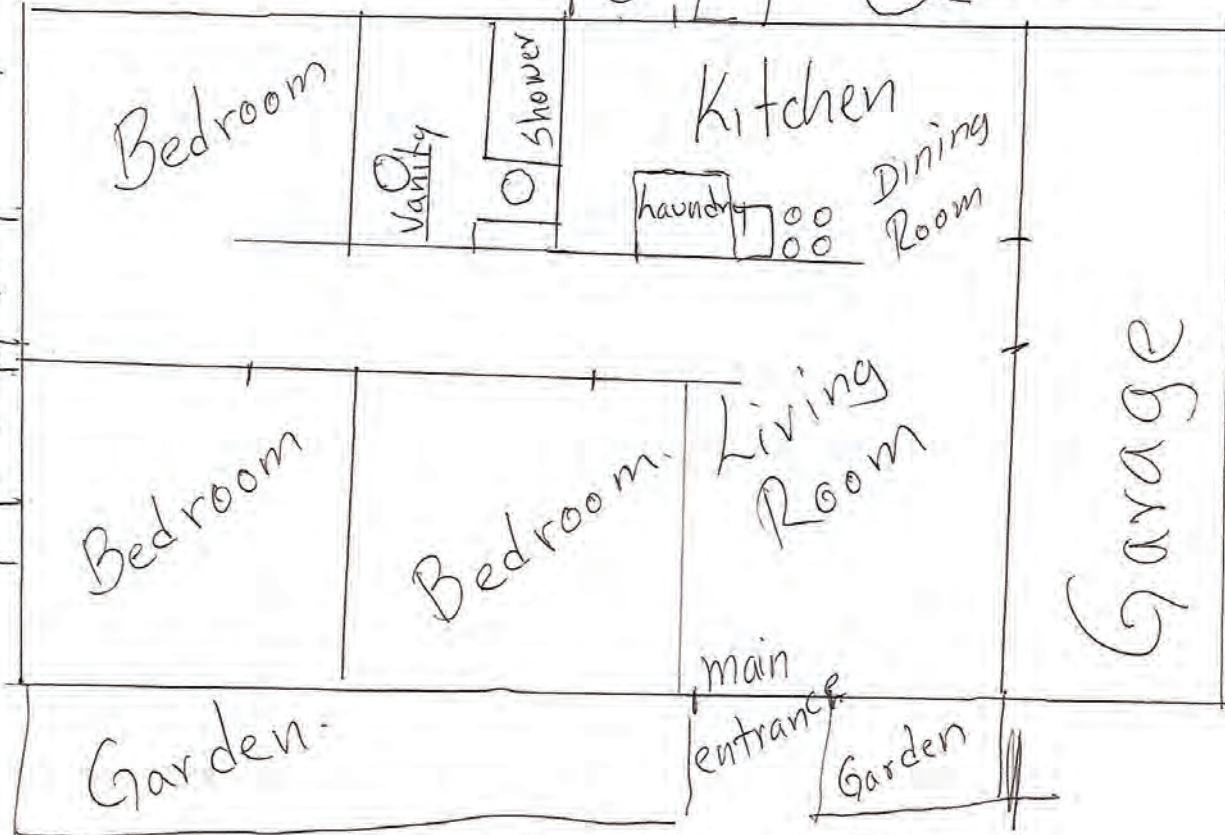 Bedroom
Vanity
Shower
Kitchen
Laundry
Dining
Room
Living
Room
Garage
Bedroom
Bedroom.
main
entrance
Garden.
Garden